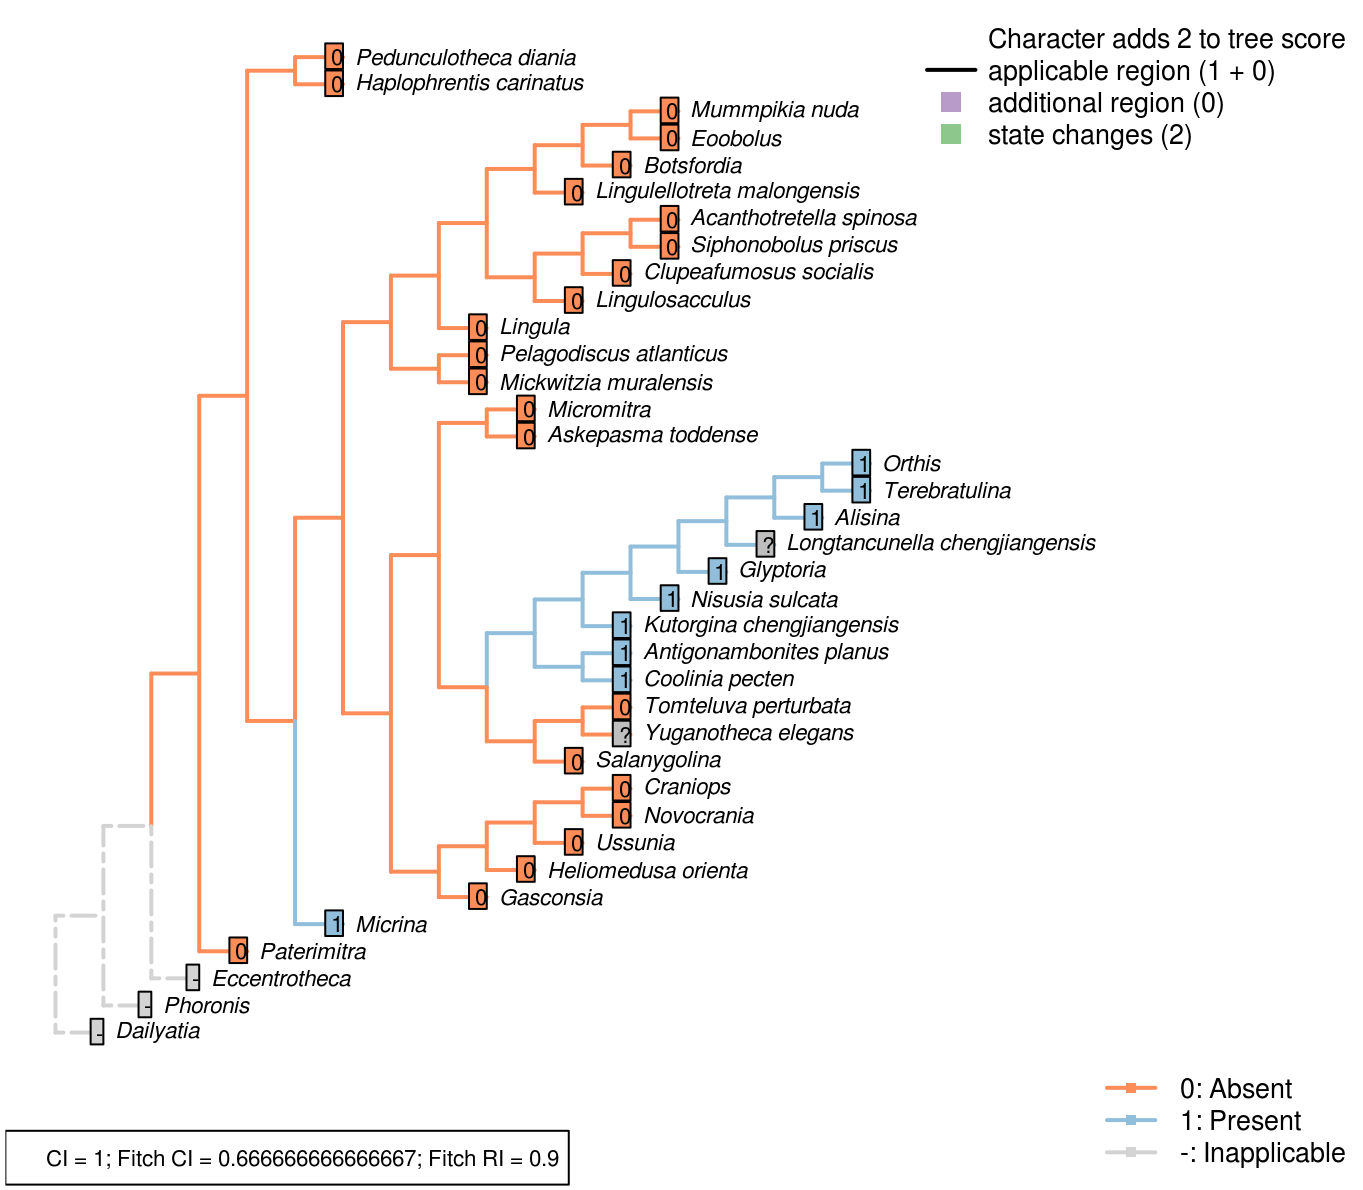 Character adds 2 to tree score
applicable region (1 + 0)
additional region (0)
state changes (2)
0 Pedunculotheca diania
0 Haplophrentis carinatus
0 Mummpikia nuda
0 Eoobolus
0 Botsfordia
0 Lingulellotreta malongensis
0 Acanthotretella spinosa
0 Siphonobolus priscus
0 Clupeafumosus socialis
0 Lingulosacculus
0 Lingula
0 Pelagodiscus atlanticus
0 Mickwitzia muralensis
0 Micromitra
0 Askepasma toddense
1 Orthis
1 Terebratulina
1 Alisina
? Longtancunella chengjiangensis
1 Glyptoria
1 Nisusia sulcata
1 Kutorgina chengjiangensis
1 Antigonambonites planus
1 Coolinia pecten
0 Tomteluva perturbata
? Yuganotheca elegans
0 Salanygolina
0 Craniops
0 Novocrania
0 Ussunia
0 Heliomedusa orienta
0 Gasconsia
1 Micrina
0 Paterimitra
- Eccentrotheca
- Phoronis
- Dailyatia
0: Absent
1: Present
-: Inapplicable
CI = 1; Fitch CI = 0.666666666666667; Fitch RI = 0.9